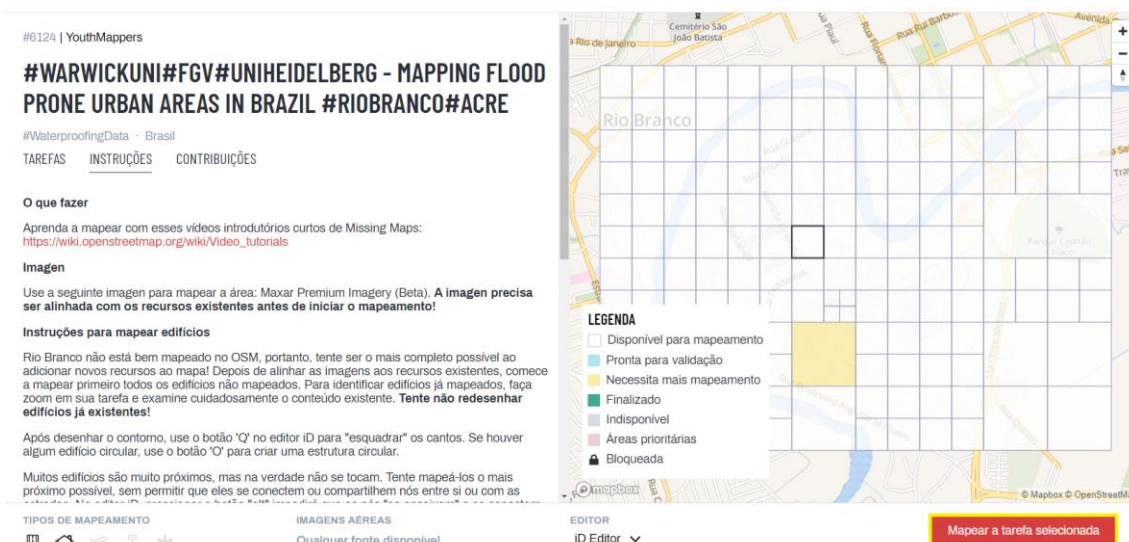 #6124 | YouthMappers
#WARWICKUNI#FGV#UNIHEIDELBERG - MAPPING FLOOD
PRONE URBAN AREAS IN BRAZIL #RIOBRANCO#ACRE
#WaterproofingData · Brasil
TAREFAS INSTRUÇÕES CONTRIBUIÇÕES
O que fazer
Aprenda a mapear com esses vídeos introdutórios curtos de Missing Maps:
https://wiki.openstreetmap.org/wiki/Video_tutorials
Imagen
Use a seguinte imagen para mapear a área: Maxar Premium Imagery (Beta). A imagen precisa
ser alinhada com os recursos existentes antes de iniciar o mapeamento!
Instruções para mapear edifícios
Rio Branco não está bem mapeado no OSM, portanto, tente ser o mais completo possível ao
adicionar novos recursos ao mapa! Depois de alinhar as imagens aos recursos existentes, comece
a mapear primeiro todos os edifícios não mapeados. Para identificar edifícios já mapeados, faça
zoom em sua tarefa e examine cuidadosamente o conteúdo existente. Tente não redesenhar
edifícios já existentes!
Após desenhar o contorno, use o botão 'Q' no editor iD para "esquadrar" os cantos. Se houver
algum edifício circular, use o botão 'O' para criar uma estrutura circular.
Muitos edifícios são muito próximos, mas na verdade não se tocam. Tente mapeá-los o mais
próximo possível, sem permitir que eles se conectem ou compartilhem nós entre si ou com as
TIPOS DE MAPEAMENTO
IMAGENS AÉREAS
Qualquer fonte disponível
EDITOR
iD Editor
Mapear a tarefa selecionada
Cemitério São
João Batista
Rio de Janeiro
Rua Rui Barbo
Avenida
Rio Branco
Parque Capitão
LEGENDA
Disponível para mapeamento
Pronta para validação
Necessita mais mapeamento
Finalizado
Indisponível
Áreas prioritárias
Bloqueada
mapbox
© Mapbox © OpenStreetM